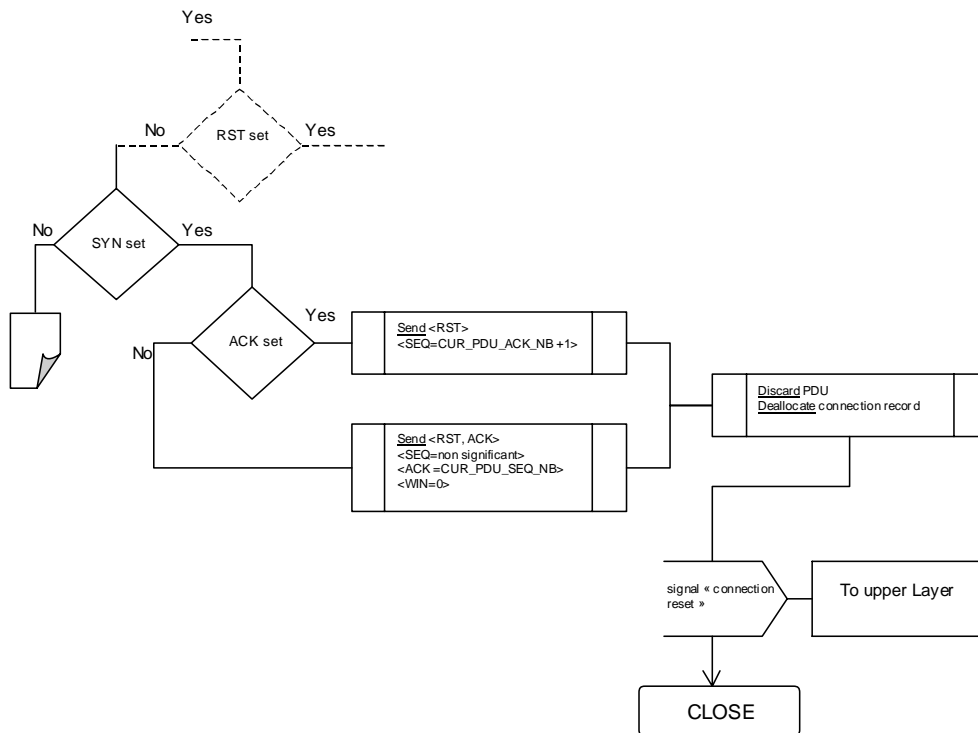 Yes
No
RST set
Yes
No
SYN set
Yes
No
ACK set
Yes
Send <RST>
<SEQ=CUR_PDU_ACK_NB +1>
Send <RST, ACK>
<SEQ=non significant>
<ACK =CUR_PDU_SEQ_NB>
<WIN=0>
Discard PDU
Deallocate connection record
signal « connection
reset »
To upper Layer
CLOSE